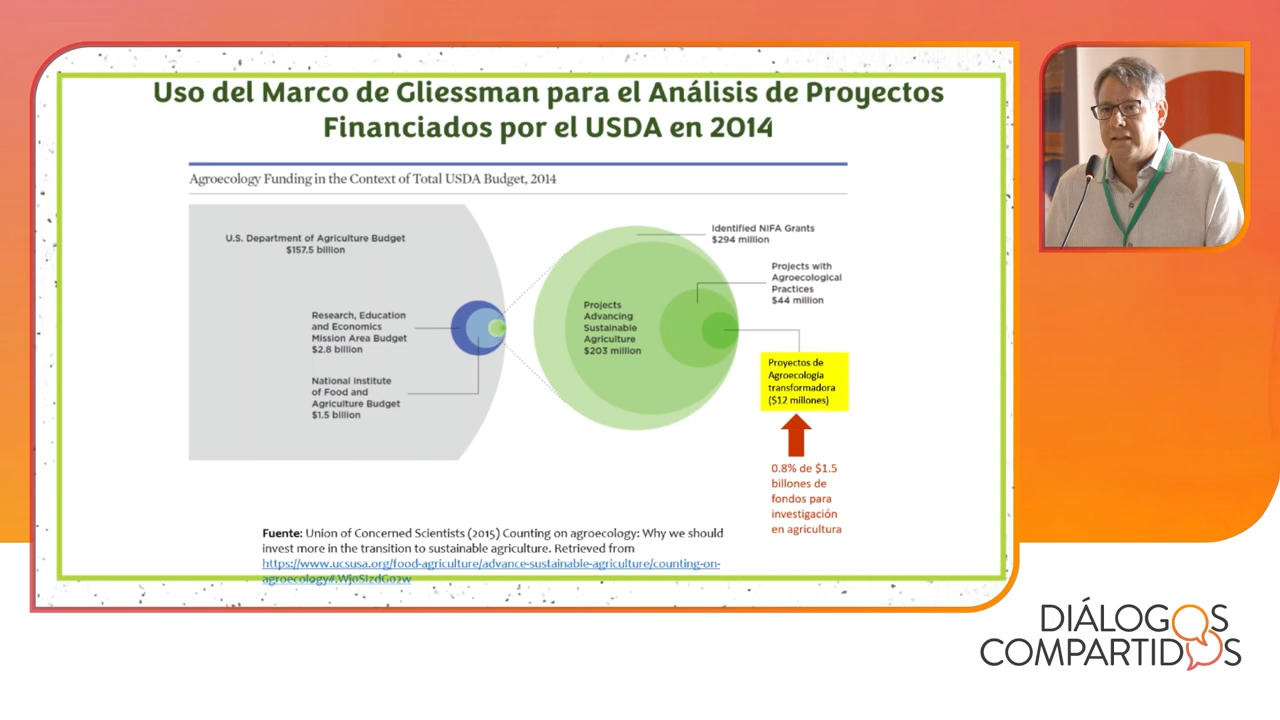 Uso del Marco de Gliessman para el Análisis de Proyectos
Financiados por el USDA en 2014
Agroecology Funding in the Context of Total USDA Budget, 2014
U.S. Department of Agriculture Budget
$157.5 billion
Research, Education
and Economics
Mission Area Budget
$2.8 billion
National Institute
of Food and
Agriculture Budget
$1.5 billion
Projects
Advancing
Sustainable
Agriculture
$203 million
Identified NIFA Grants
$294 million
Projects with
Agroecological
Practices
$44 million
Proyectos de
Agroecología
transformadora
($12 millones)
0.8% de $1.5
billones de
fondos para
investigación
en agricultura
Fuente: Union of Concerned Scientists (2015) Counting on agroecology: Why we should
invest more in the transition to sustainable agriculture. Retrieved from
https://www.ucsusa.org/food-agriculture/advance-sustainable-agriculture/counting-on-
agroecology#.WjoSIzdG02w
DIÁLOGOS
COMPARTIDOS